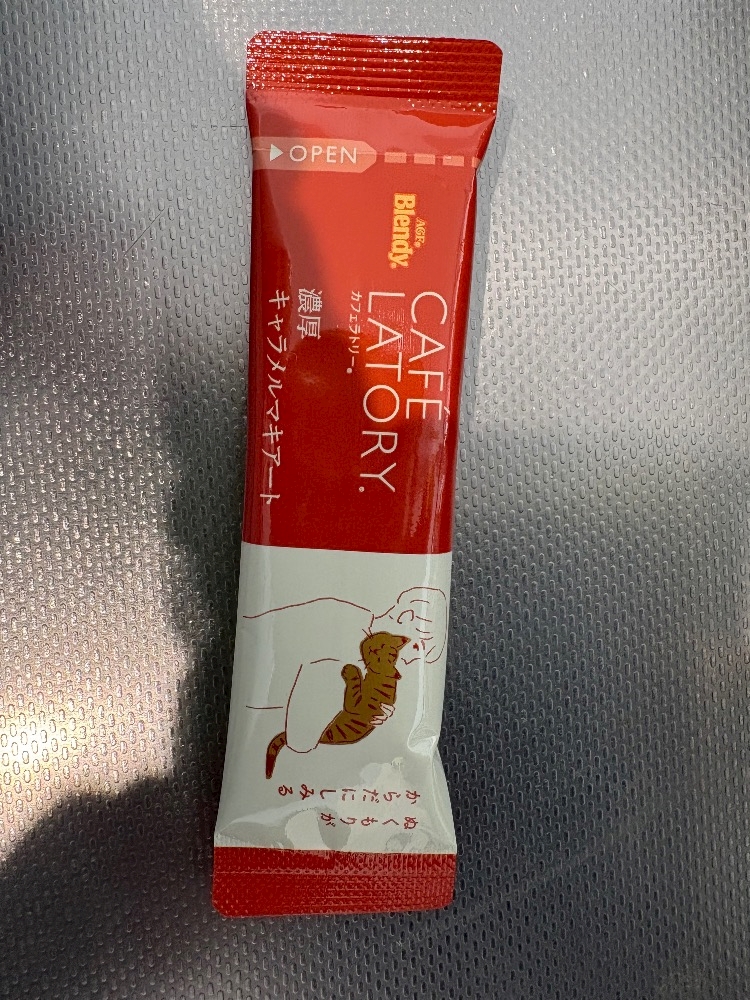 OPEN
AGF®
Blendy®
CAFÉ
LATORY®
カフェラトリー®
濃厚
キャラメルマキアート
ぬくもりが
からだにしみる